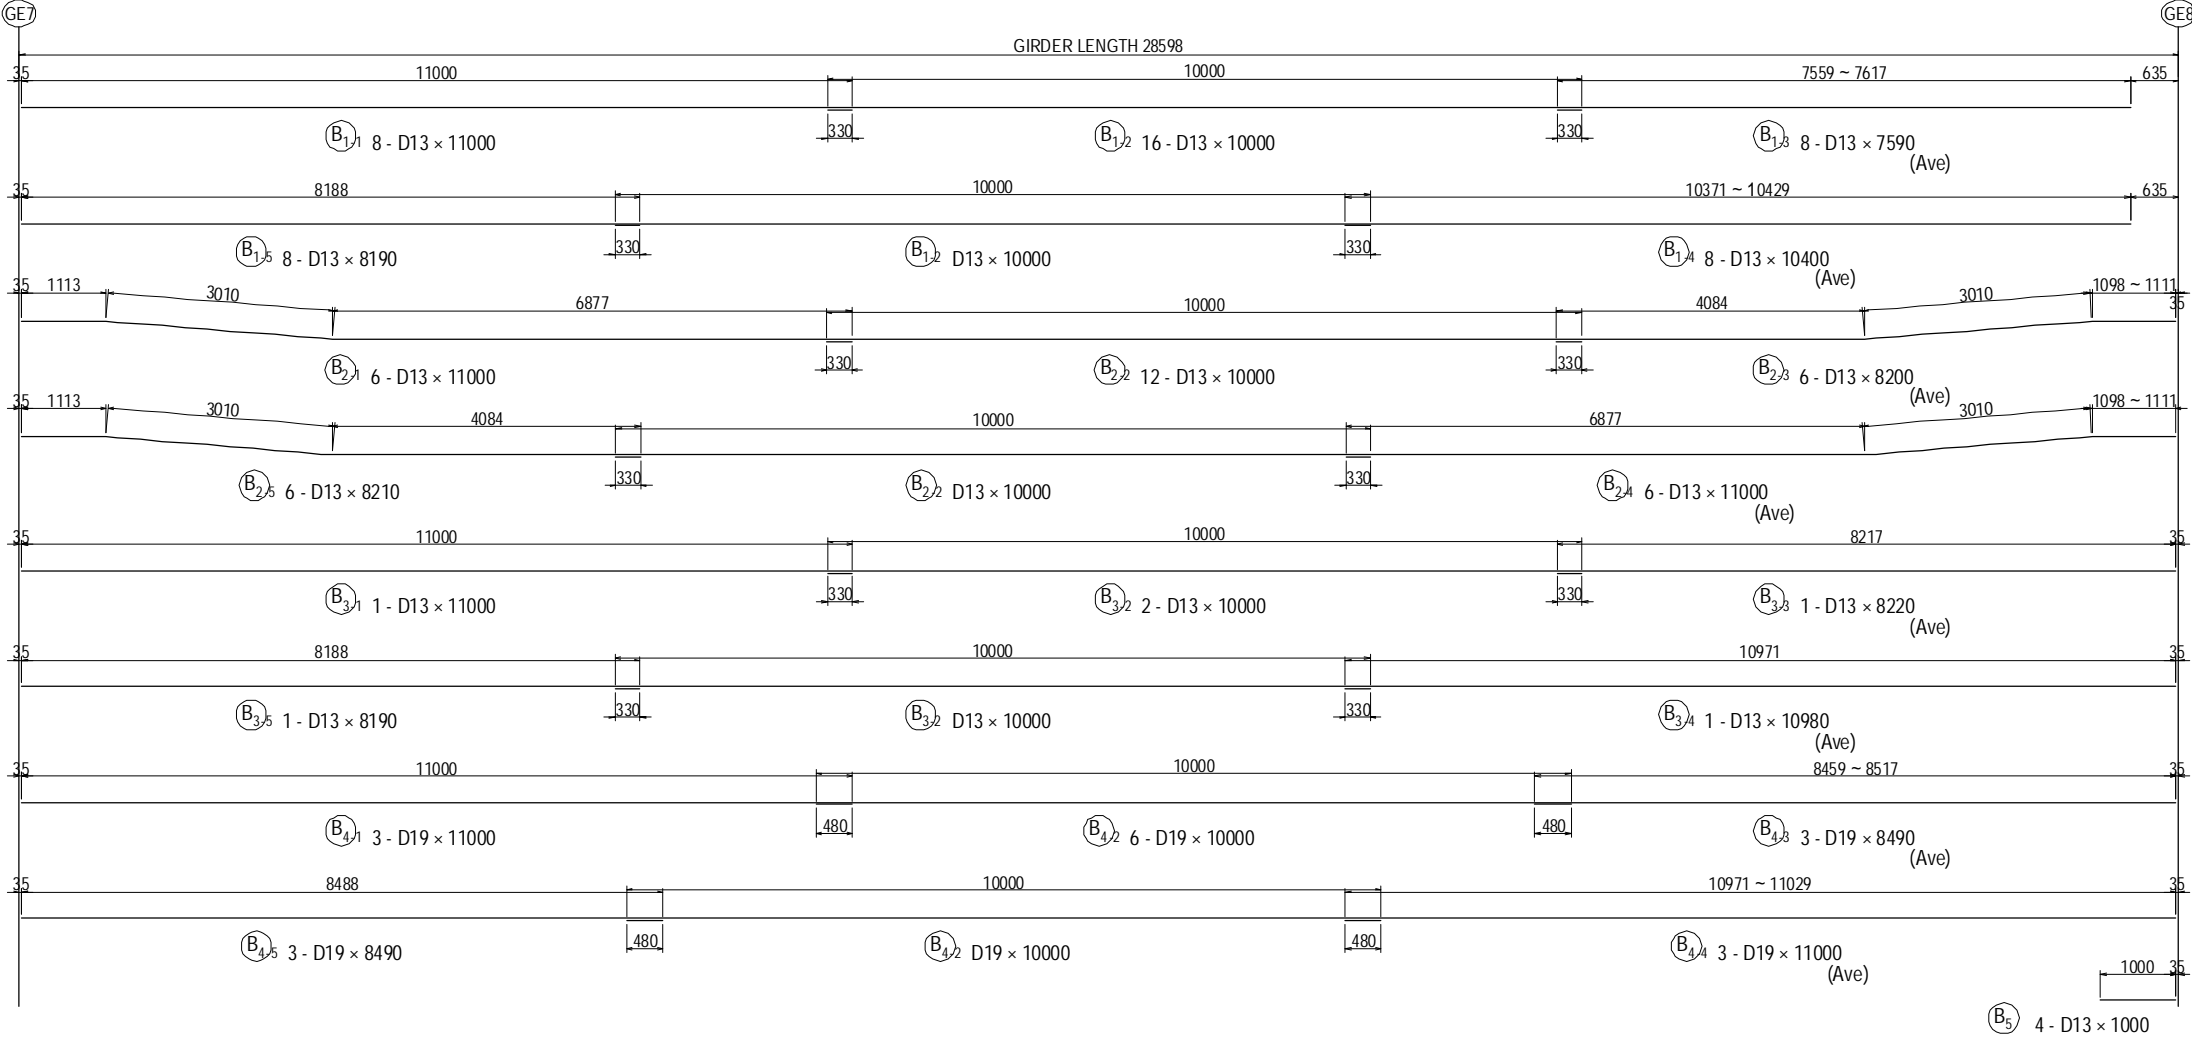 GE7 GE8
GIRDER LENGTH 28598
35 11000 10000 7559 ~ 7617 635
330 330
B1-1 8 - D13 × 11000 B1-2 16 - D13 × 10000 B1-3 8 - D13 × 7590
(Ave)
35 8188 10000 10371 ~ 10429 635
330 330
B1-5 8 - D13 × 8190 B1-2 D13 × 10000 B1-4 8 - D13 × 10400
(Ave)
35 1113 3010 6877 10000 4084 3010 1098 ~ 1111
35
330 330
B2-1 6 - D13 × 11000 B2-2 12 - D13 × 10000 B2-3 6 - D13 × 8200
(Ave)
35 1113 3010 4084 10000 6877 3010 1098 ~ 1111
330 330
B2-5 6 - D13 × 8210 B2-2 D13 × 10000 B2-4 6 - D13 × 11000
(Ave)
35 11000 10000 8217 35
330 330
B3-1 1 - D13 × 11000 B3-2 2 - D13 × 10000 B3-3 1 - D13 × 8220
(Ave)
35 8188 10000 10971 35
330 330
B3-5 1 - D13 × 8190 B3-2 D13 × 10000 B3-4 1 - D13 × 10980
(Ave)
35 11000 10000 8459 ~ 8517 35
480 480
B4-1 3 - D19 × 11000 B4-2 6 - D19 × 10000 B4-3 3 - D19 × 8490
(Ave)
35 8488 10000 10971 ~ 11029 35
480 480
B4-5 3 - D19 × 8490 B4-2 D19 × 10000 B4-4 3 - D19 × 11000
(Ave)
1000 35
B5 4 - D13 × 1000